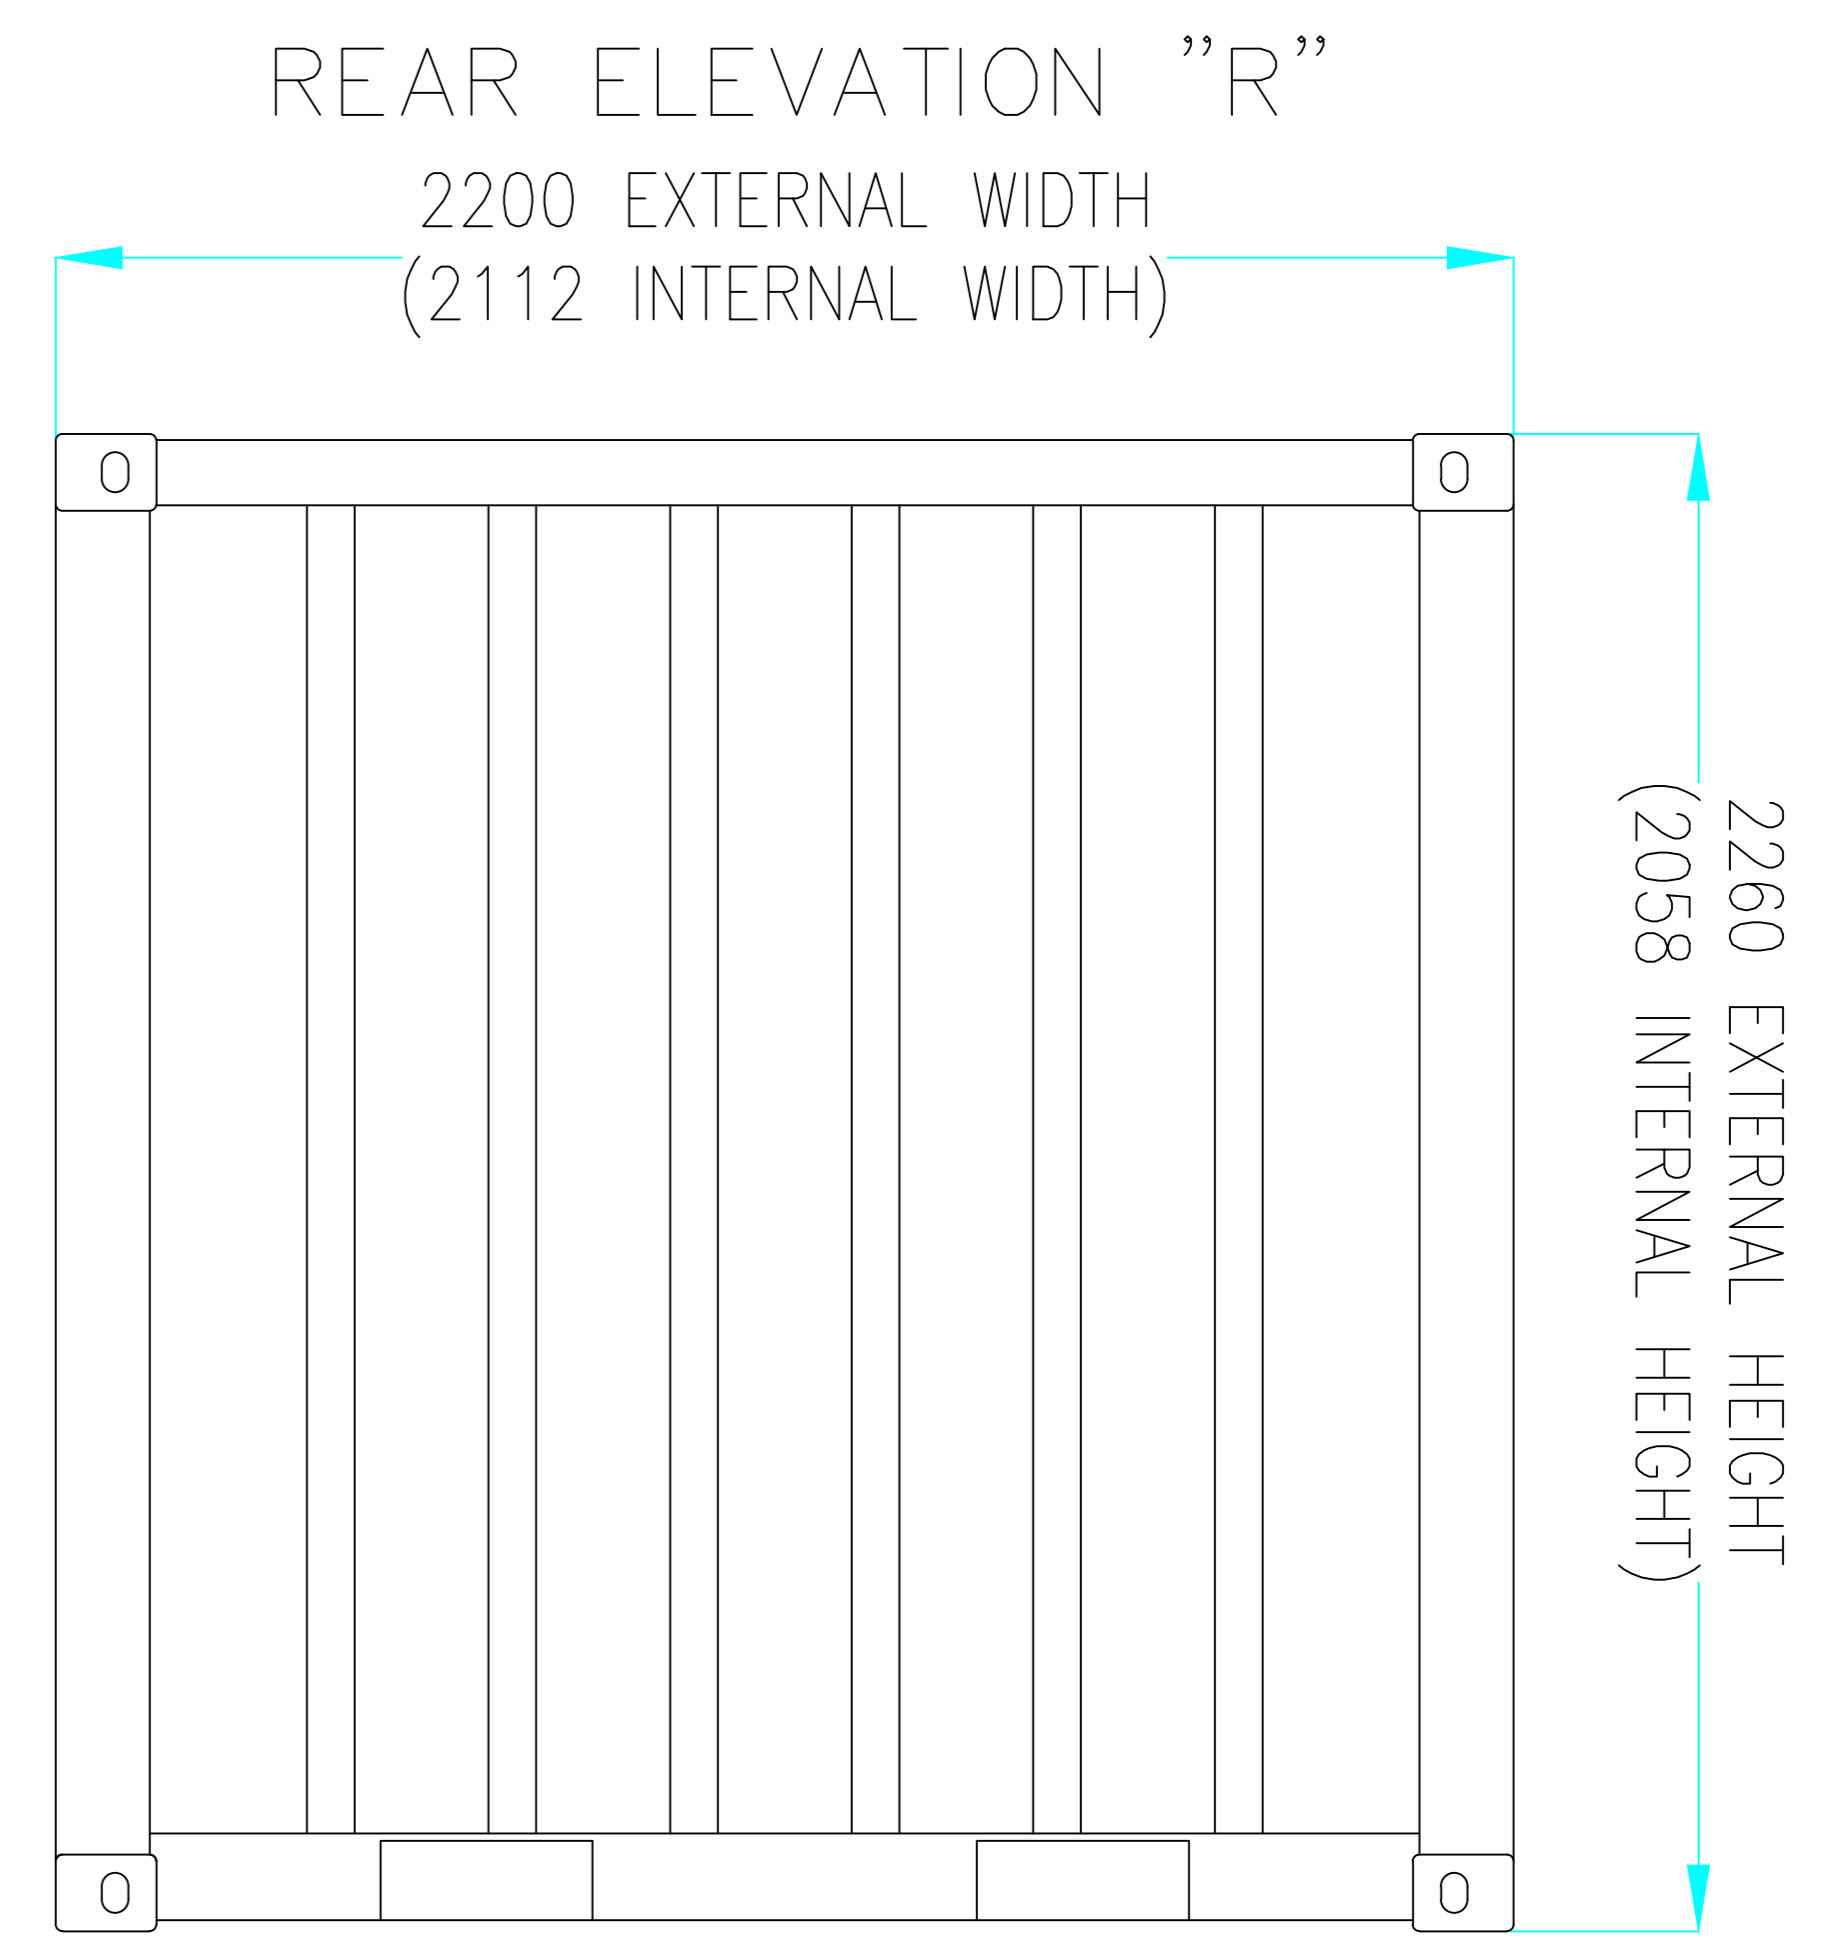 REAR ELEVATION "R"
2200 EXTERNAL WIDTH
(2112 INTERNAL WIDTH)
2260 EXTERNAL HEIGHT
(2058 INTERNAL HEIGHT)